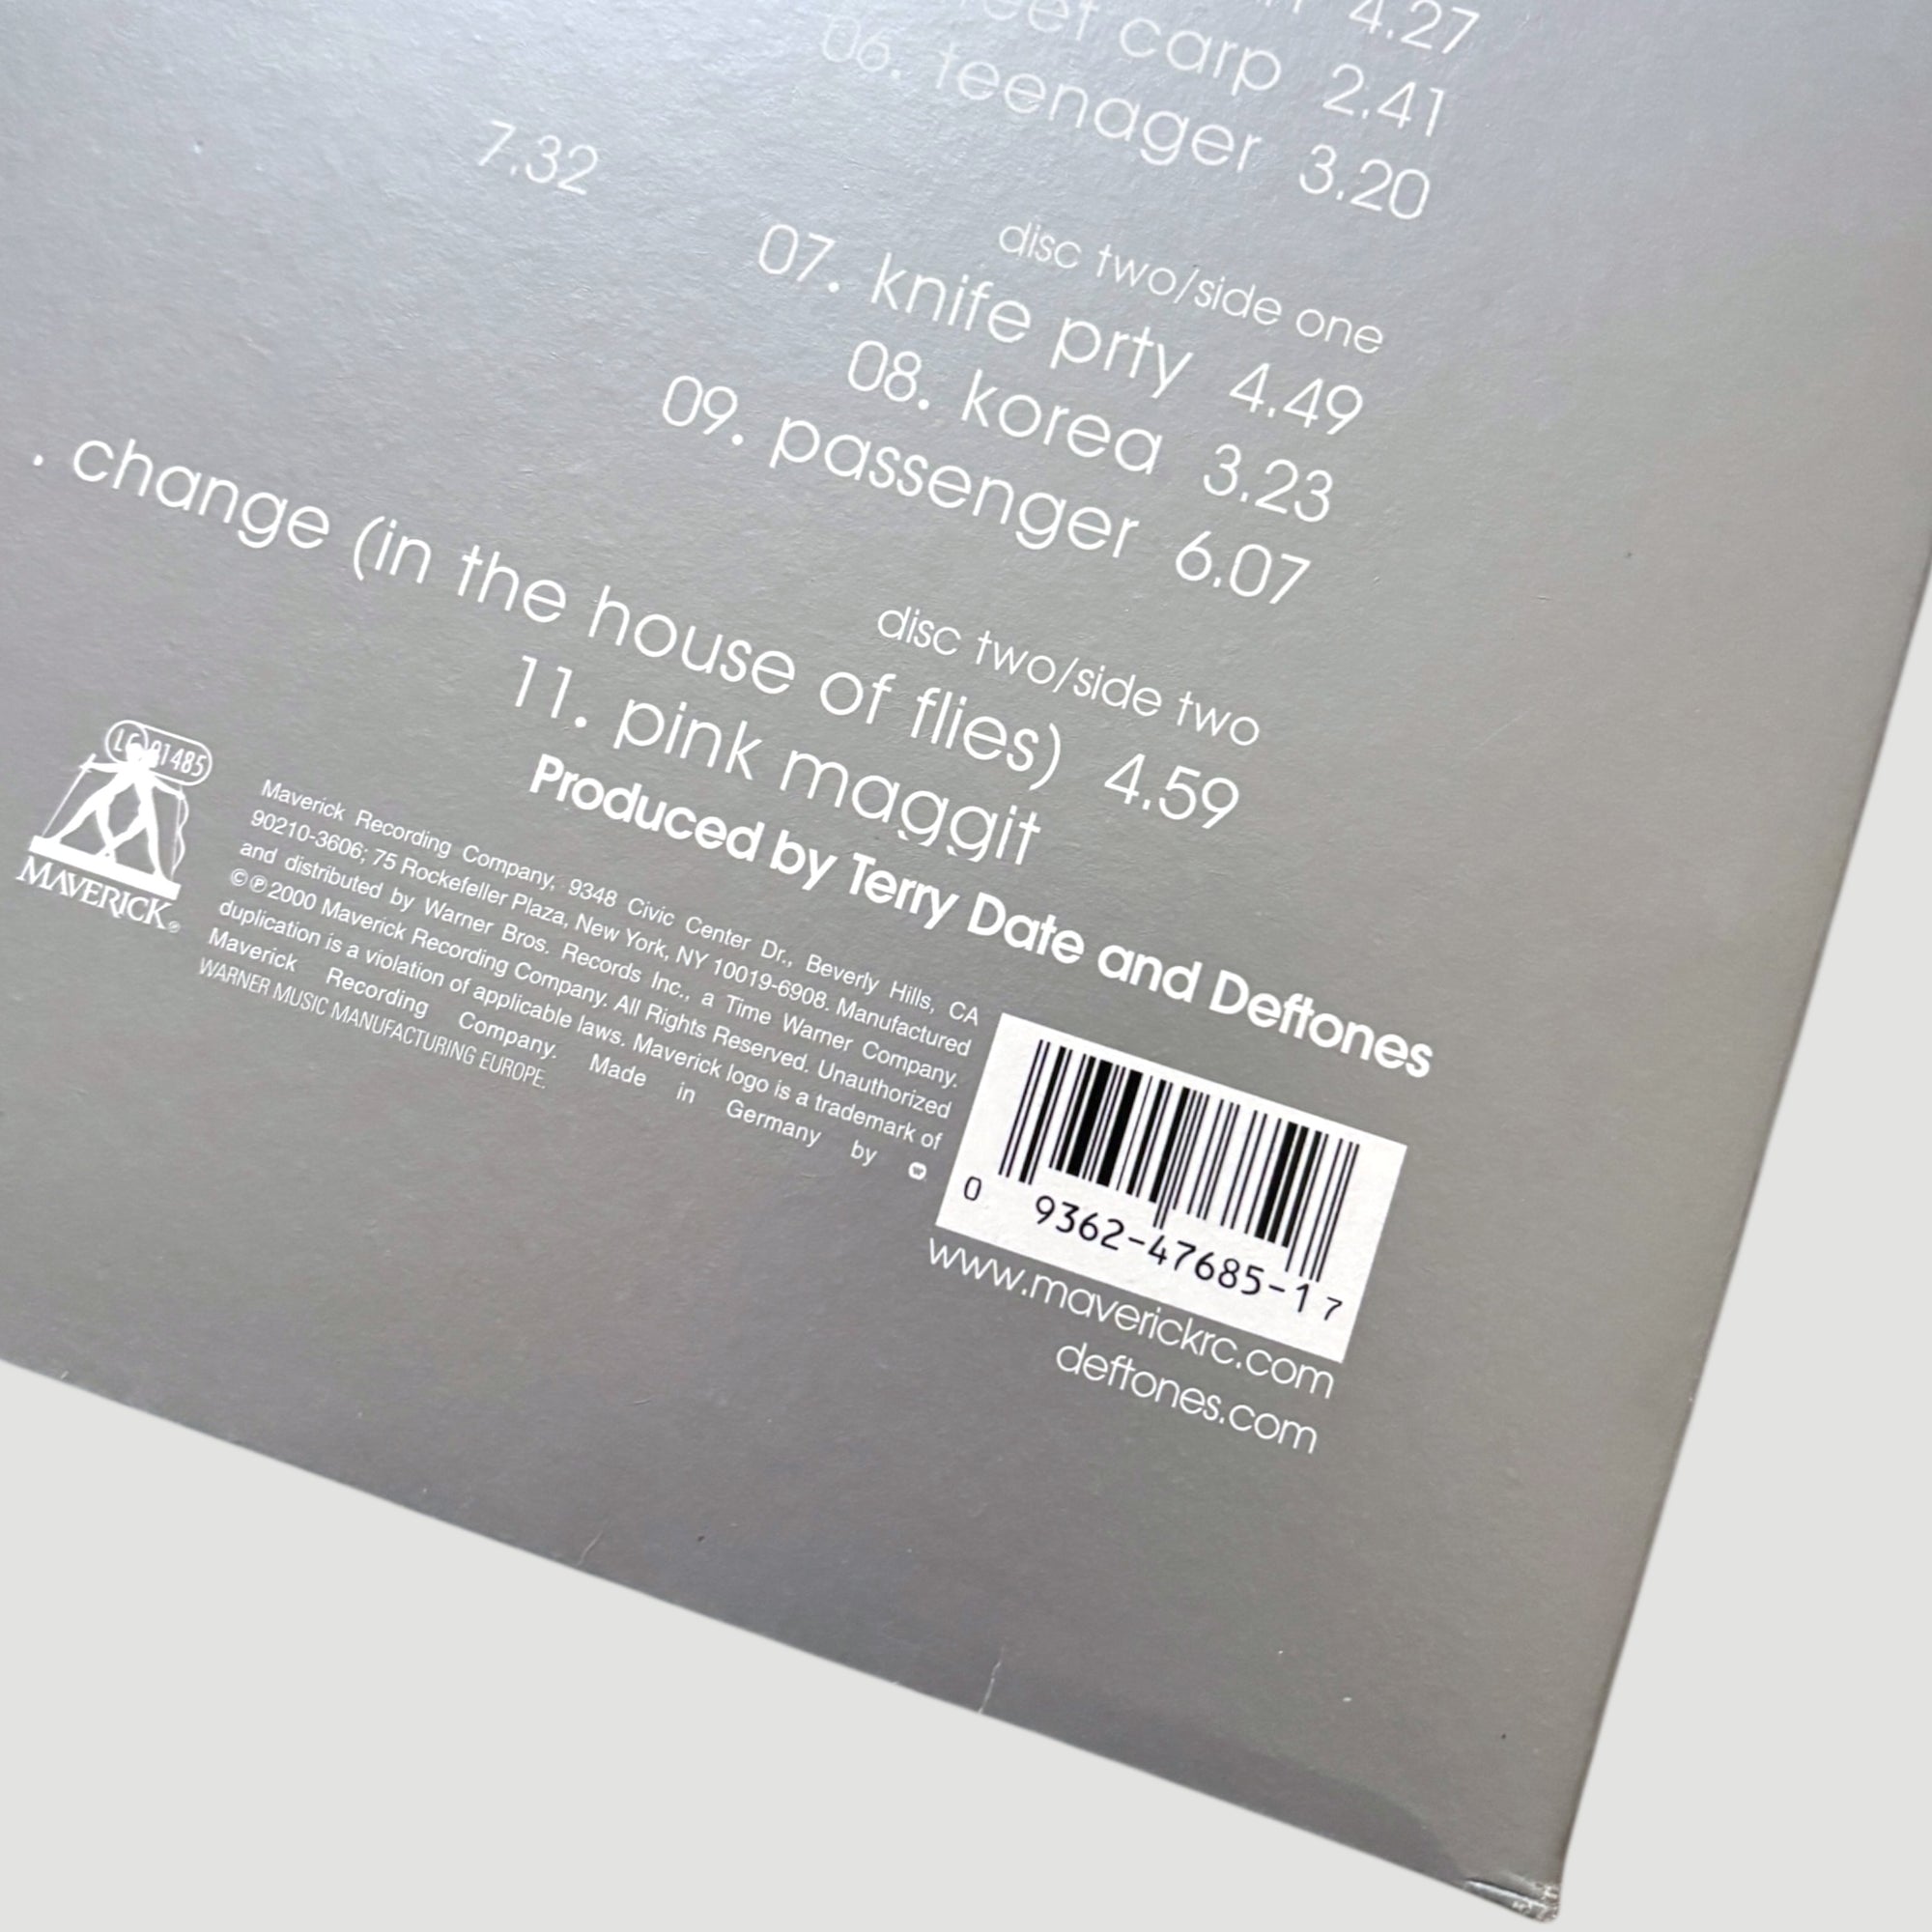 4.27
carp 2.41
06. teenager 3.20
7.32
disc two/side one
07. knife prty 4.49
08. korea 3.23
09. passenger 6.07
disc two/side two
. change (in the house of flies) 4.59
11. pink maggit
Produced by Terry Date and Deftones
LC 01485
MAVERICK®
Maverick Recording Company, 9348 Civic Center Dr., Beverly Hills, CA
90210-3606; 75 Rockefeller Plaza, New York, NY 10019-6908. Manufactured
and distributed by Warner Bros. Records Inc., a Time Warner Company.
©℗2000 Maverick Recording Company. All Rights Reserved. Unauthorized
duplication is a violation of applicable laws. Maverick logo is a trademark of
Maverick Recording Company. Made in Germany by W
WARNER MUSIC MANUFACTURING EUROPE.
0 9362-47685-1 7
www.maverickrc.com
deftones.com